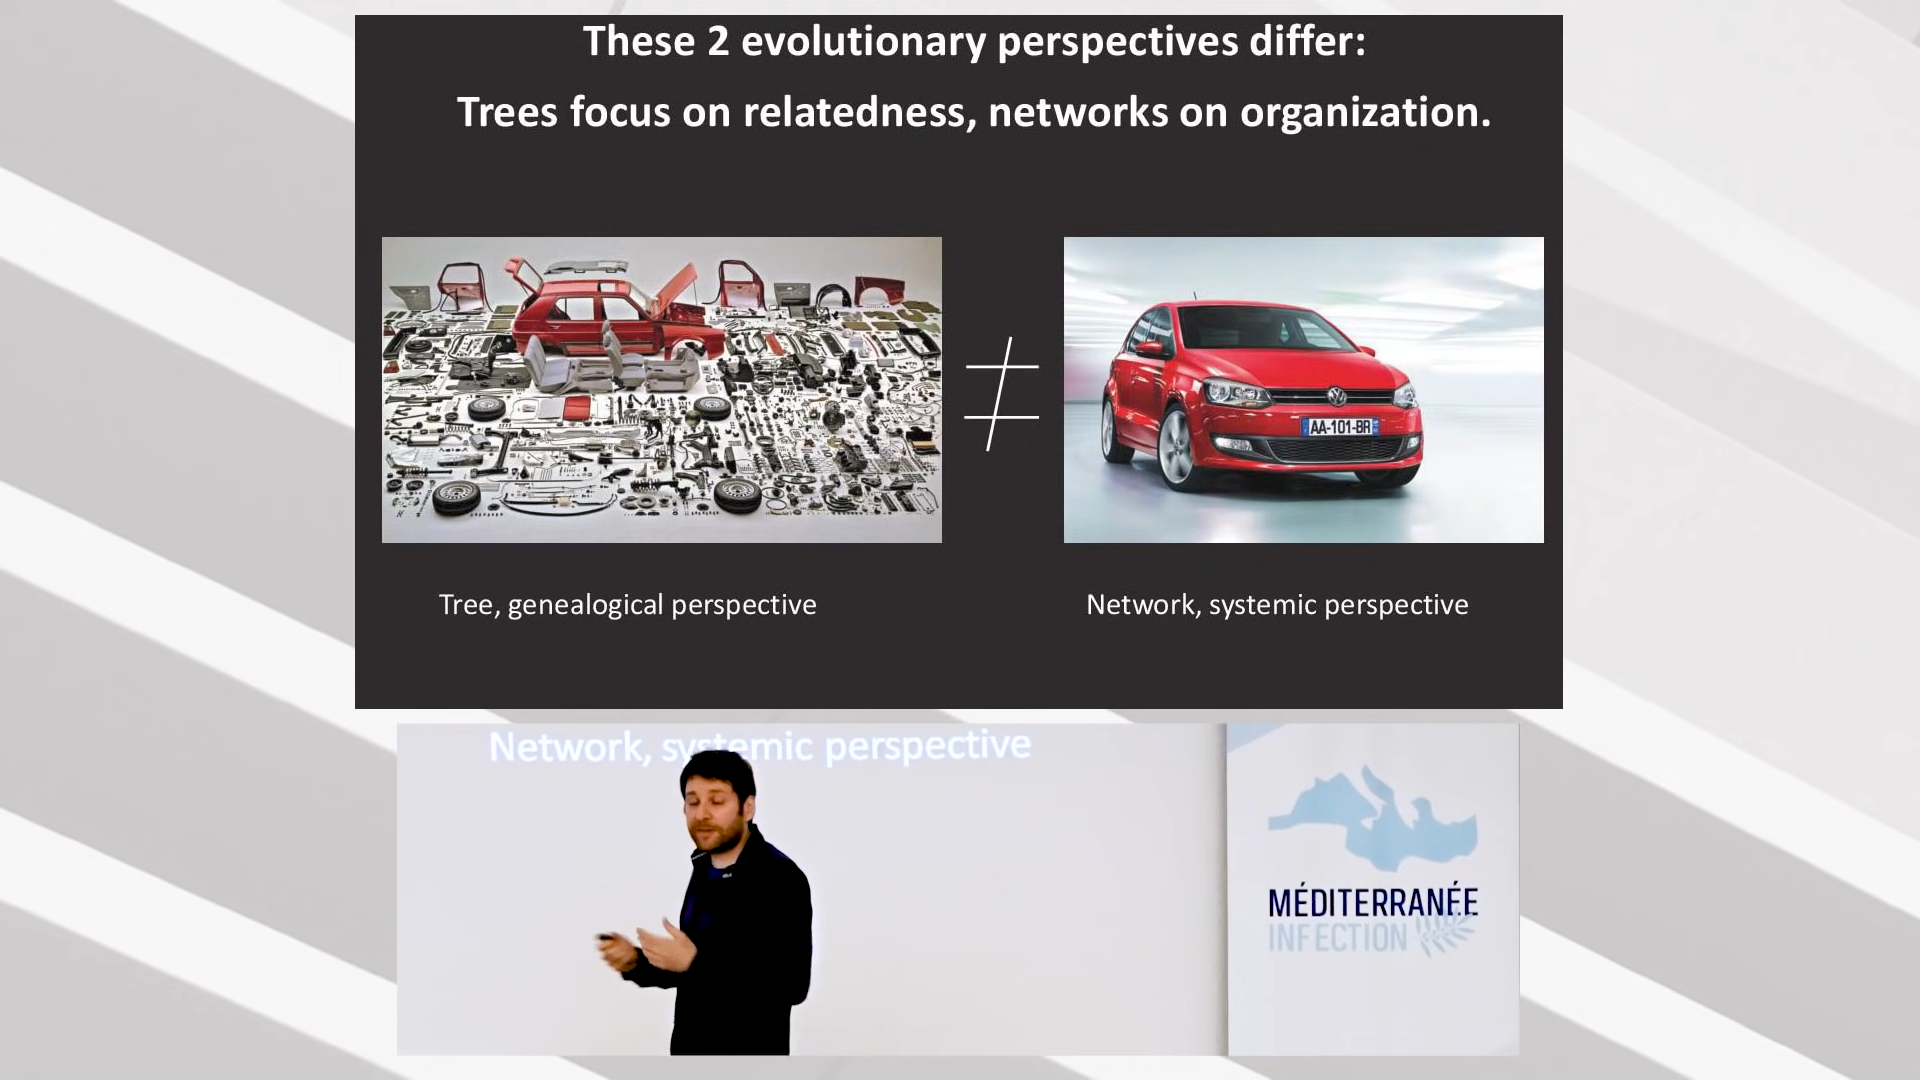 These 2 evolutionary perspectives differ:
Trees focus on relatedness, networks on organization.
AA-101-BR
Tree, genealogical perspective
Network, systemic perspective
Network, systemic perspective
MÉDITERRANÉE
INFECTION